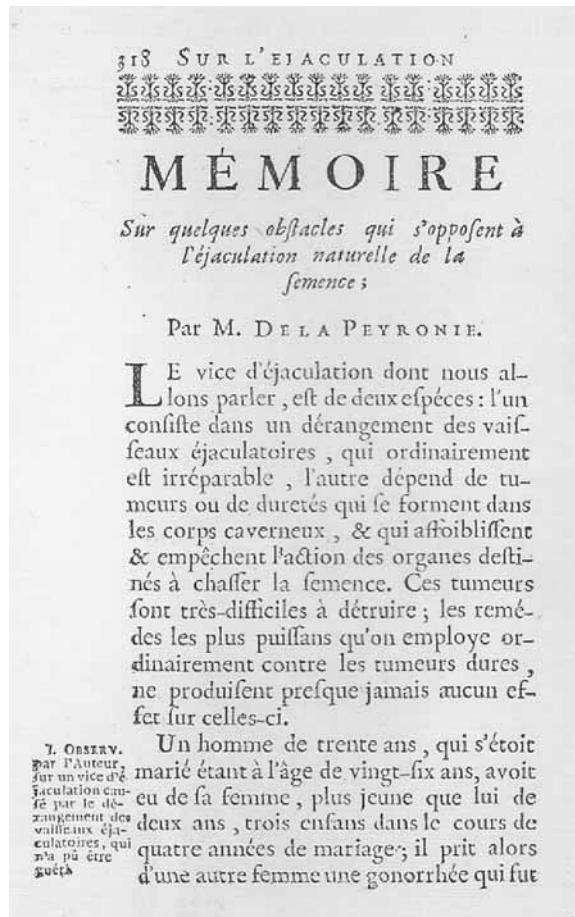 318 SUR L'EJACULATION
MÉMOIRE
Sur quelques obſtacles qui s'oppoſent à
l'éjaculation naturelle de la
ſemence ;
Par M. DE LA PEYRONIE.
LE vice d'éjaculation dont nous al-
lons parler , eſt de deux eſpéces : l'un
conſiſte dans un dérangement des vaiſ-
ſeaux éjaculatoires , qui ordinairement
eſt irréparable , l'autre dépend de tu-
meurs ou de duretés qui ſe forment dans
les corps caverneux , & qui affoibliſſent
& empêchent l'action des organes deſti-
nés à chaſſer la ſemence. Ces tumeurs
ſont très-difficiles à détruire ; les remé-
des les plus puiſſans qu'on employe or-
dinairement contre les tumeurs dures ,
ne produiſent preſque jamais aucun ef-
fet ſur celles-ci.
Un homme de trente ans , qui s'étoit
marié étant à l'âge de vingt-ſix ans, avoit
eu de ſa femme , plus jeune que lui de
deux ans , trois enfans dans le cours de
quatre années de mariage ; il prit alors
d'une autre femme une gonorrhée qui fut
I. OBSERV.
par l'Auteur,
ſur un vice d'é
jaculation cau-
ſé par le dé-
rangement des
vaiſſeaux éja-
culatoires, qui
n'a pû être
guéri.